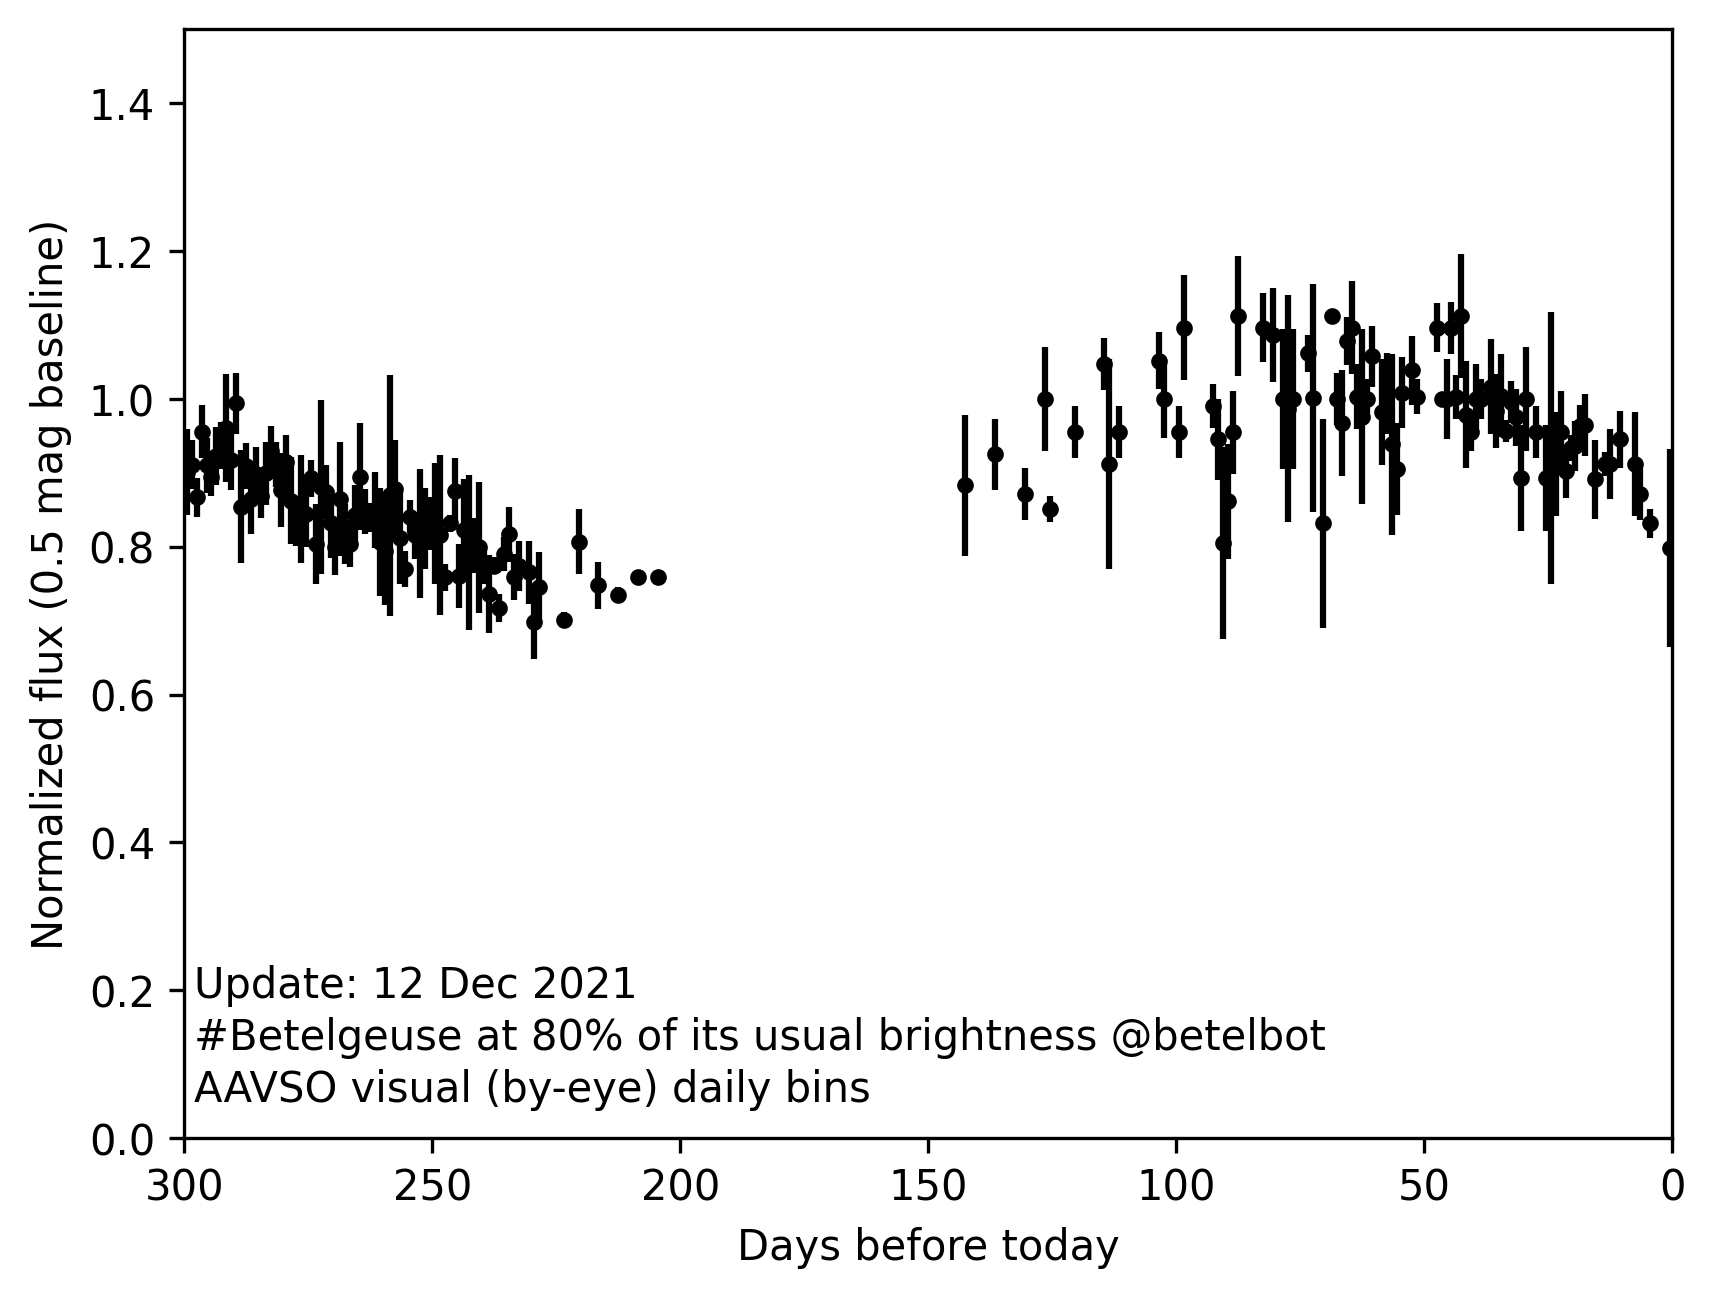 1.4
1.2
1.0
0.8
0.6
0.4
0.2
0.0
Normalized flux (0.5 mag baseline)
Update: 12 Dec 2021
#Betelgeuse at 80% of its usual brightness @betelbot
AAVSO visual (by-eye) daily bins
300 250 200 150 100 50 0
Days before today